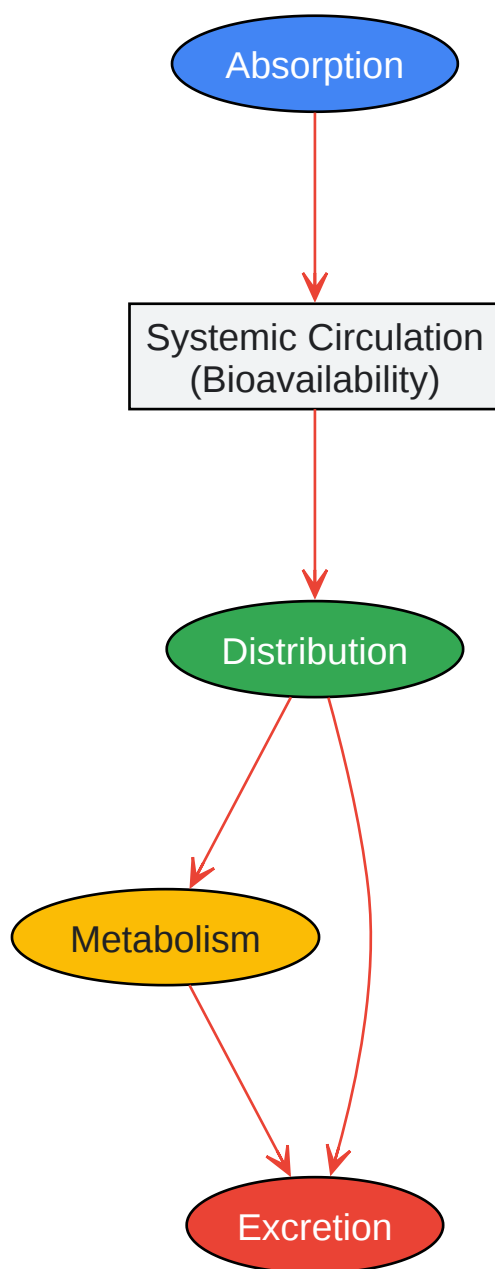 Absorption
Systemic Circulation
(Bioavailability)
Distribution
Metabolism
Excretion